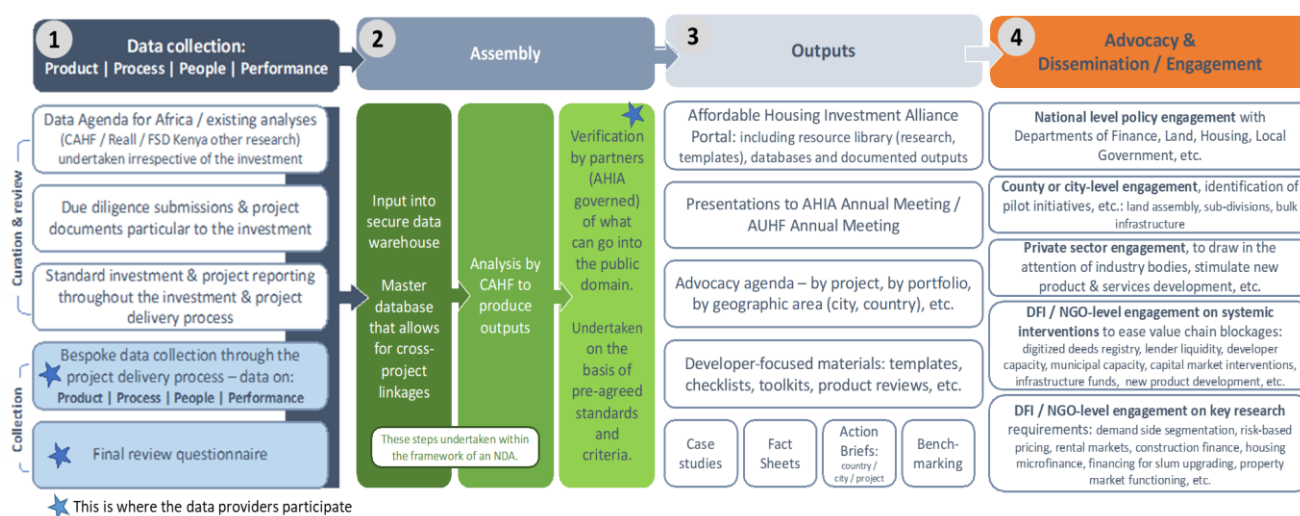 1
Data collection:
Product | Process | People | Performance
2
Assembly
3
Outputs
4
Advocacy &
Dissemination / Engagement
Curation & review
Collection
Data Agenda for Africa / existing analyses
(CAHF / Reall / FSD Kenya other research)
undertaken irrespective of the investment
Due diligence submissions & project
documents particular to the investment
Standard investment & project reporting
throughout the investment & project
delivery process
Bespoke data collection through the
project delivery process – data on:
Product | Process | People | Performance
Final review questionnaire
This is where the data providers participate
Input into
secure data
warehouse
Master
database
that allows
for cross-
project
linkages
Analysis by
CAHF to
produce
outputs
These steps undertaken within
the framework of an NDA.
Verification
by partners
(AHIA
governed)
of what
can go into
the public
domain.
Undertaken
on the
basis of
pre-agreed
standards
and
criteria.
Affordable Housing Investment Alliance
Portal: including resource library (research,
templates), databases and documented outputs
Presentations to AHIA Annual Meeting /
AUHF Annual Meeting
Advocacy agenda – by project, by portfolio,
by geographic area (city, country), etc.
Developer-focused materials: templates,
checklists, toolkits, product reviews, etc.
Case
studies
Fact
Sheets
Action
Briefs:
country /
city / project
Bench-
marking
National level policy engagement with
Departments of Finance, Land, Housing, Local
Government, etc.
County or city-level engagement, identification of
pilot initiatives, etc.: land assembly, sub-divisions, bulk
infrastructure
Private sector engagement, to draw in the
attention of industry bodies, stimulate new
product & services development, etc.
DFI / NGO-level engagement on systemic
interventions to ease value chain blockages:
digitized deeds registry, lender liquidity, developer
capacity, municipal capacity, capital market interventions,
infrastructure funds, new product development, etc.
DFI / NGO-level engagement on key research
requirements: demand side segmentation, risk-based
pricing, rental markets, construction finance, housing
microfinance, financing for slum upgrading, property
market functioning, etc.